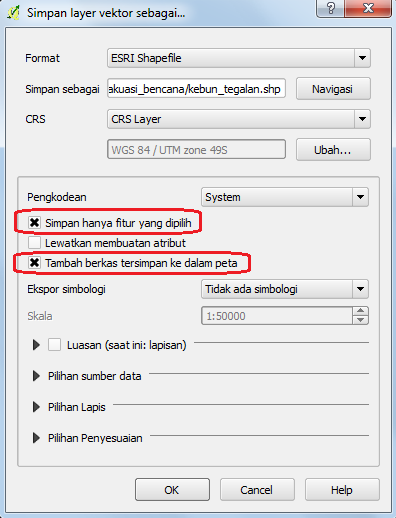 Simpan layer vektor sebagai...
Format ESRI Shapefile
Simpan sebagai akuasi_bencana/kebun_tegalan.shp Navigasi
CRS CRS Layer
WGS 84 / UTM zone 49S Ubah...
Pengkodean System
Simpan hanya fitur yang dipilih
Lewatkan membuatan atribut
Tambah berkas tersimpan ke dalam peta
Ekspor simbologi Tidak ada simbologi
Skala 1:50000
Luasan (saat ini: lapisan)
Pilihan sumber data
Pilihan Lapis
Pilihan Penyesuaian
OK Cancel Help